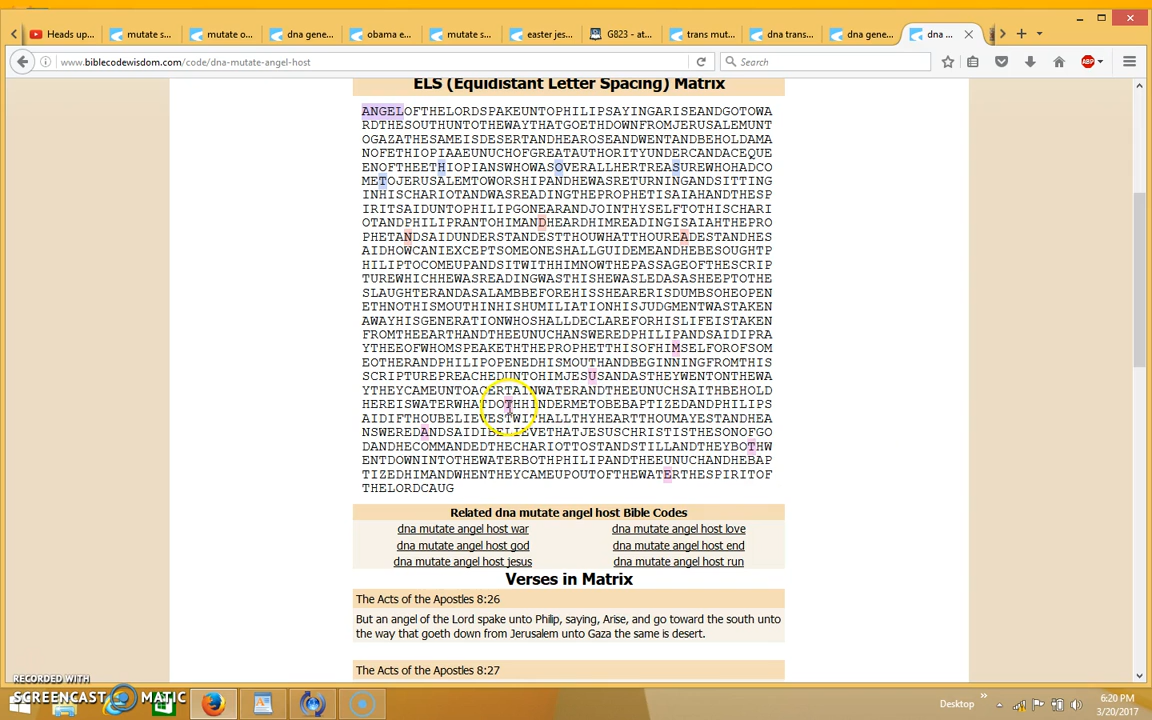 Heads up...
mutate s...
mutate o...
dna gene...
obama e...
mutate s...
easter jes...
G823 - at...
trans mut...
dna trans...
dna gene...
dna ...
www.biblecodewisdom.com/code/dna-mutate-angel-host
Search
ABP
ELS (Equidistant Letter Spacing) Matrix
ANGELOFTHELORDSPAKEUNTOPHILIPSAYINGARISEANDGOTOWA
RDTHESOUTHUNTOTHEWAYTHATGOETHDOWNFROMJERUSALEMUNT
OGAZATHESAMEISDESERTANDHEAROSEANDWENTANDBEHOLDAMA
NOFETHIOPIAAEUNUCHOFGREATAUTHORITYUNDERCANDACEQUE
ENOFTHEETHIOPIANSWHOWASOVERALLHERTREASUREWHOHADCO
METOJERUSALEMTOWORSHIPANDHEWASRETURNINGANDSITTING
INHISCHARIOTANDWASREADINGTHEPROPHETISAIAHANDTHESP
IRITSAIDUNTOPHILIPGONEARANDJOINTHYSELFTOTHISCHARI
OTANDPHILIPRANTOHIMANDHEARDHIMREADINGISAIAHTHEPRO
PHETANDSAIDUNDERSTANDESTTHOUWHATTHOUREADESTANDHES
AIDHOWCANIEXCEPTSOMEONESHALLGUIDEMEANDHEBESOUGHTP
HILIPTOCOMEUPANDSITWITHHIMNOWTHEPASSAGEOFTHESCRIP
TUREWHICHHEWASREADINGWASTHISHEWASLEDASASHEEPTOTHE
SLAUGHTERANDASALAMBBEFOREHISSHEARERISDUMBSOHEOPEN
ETHNOTHISMOUTHINHISHUMILIATIONHISJUDGMENTWASTAKEN
AWAYHISGENERATIONWHOSHALLDECLAREFORHISLIFEISTAKEN
FROMTHEEARTHANDTHEEUNUCHANSWEREDPHILIPANDSAIDIPRA
YTHEEOFWHOMSPEAKETHTHEPROPHETTHISOFHIMSELFOROFSOM
EOTHERANDPHILIPOPENEDHISMOUTHANDBEGINNINGFROMTHIS
SCRIPTUREPREACHEDUNTOHIMJESUSANDASTHEYWENTONTHEWA
YTHEYCAMEUNTOACERTAINWATERANDTHEEUNUCHSAITHBEHOLD
HEREISWATERWHATDOTHHINDERMETOBEBAPTIZEDANDPHILIPS
AIDIFTHOUBELIEVESTWITHALLTHYHEARTTHOUMAYESTANDHEA
NSWEREDANDSAIDIBELIEVETHATJESUSCHRISTISTHESONOFGO
DANDHECOMMANDEDTHECHARIOTTOSTANDSTILLANDTHEYBOTHW
ENTDOWNINTOTHEWATERBOTHPHILIPANDTHEEUNUCHANDHEBAP
TIZEDHIMANDWHENTHEYCAMEUPOUTOFTHEWATERTHESPIRITOF
THELORDCAUG
Related dna mutate angel host Bible Codes
dna mutate angel host war
dna mutate angel host love
dna mutate angel host god
dna mutate angel host end
dna mutate angel host jesus
dna mutate angel host run
Verses in Matrix
The Acts of the Apostles 8:26
But an angel of the Lord spake unto Philip, saying, Arise, and go toward the south unto
the way that goeth down from Jerusalem unto Gaza the same is desert.
The Acts of the Apostles 8:27
RECORDED WITH
SCREENCAST MATIC
Desktop
6:20 PM
3/20/2017